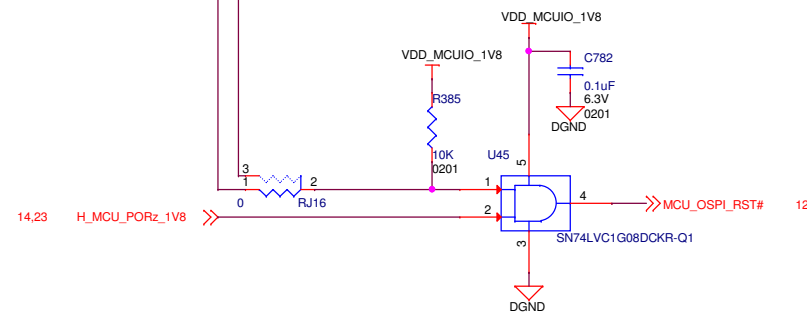 VDD_MCUIO_1V8
VDD_MCUIO_1V8
C782
0.1uF
6.3V
0201
DGND
R385
10K
0201
U45
5
3
1
2
0
RJ16
1
2
4
3
14,23
H_MCU_PORz_1V8
MCU_OSPI_RST#
12
SN74LVC1G08DCKR-Q1
DGND